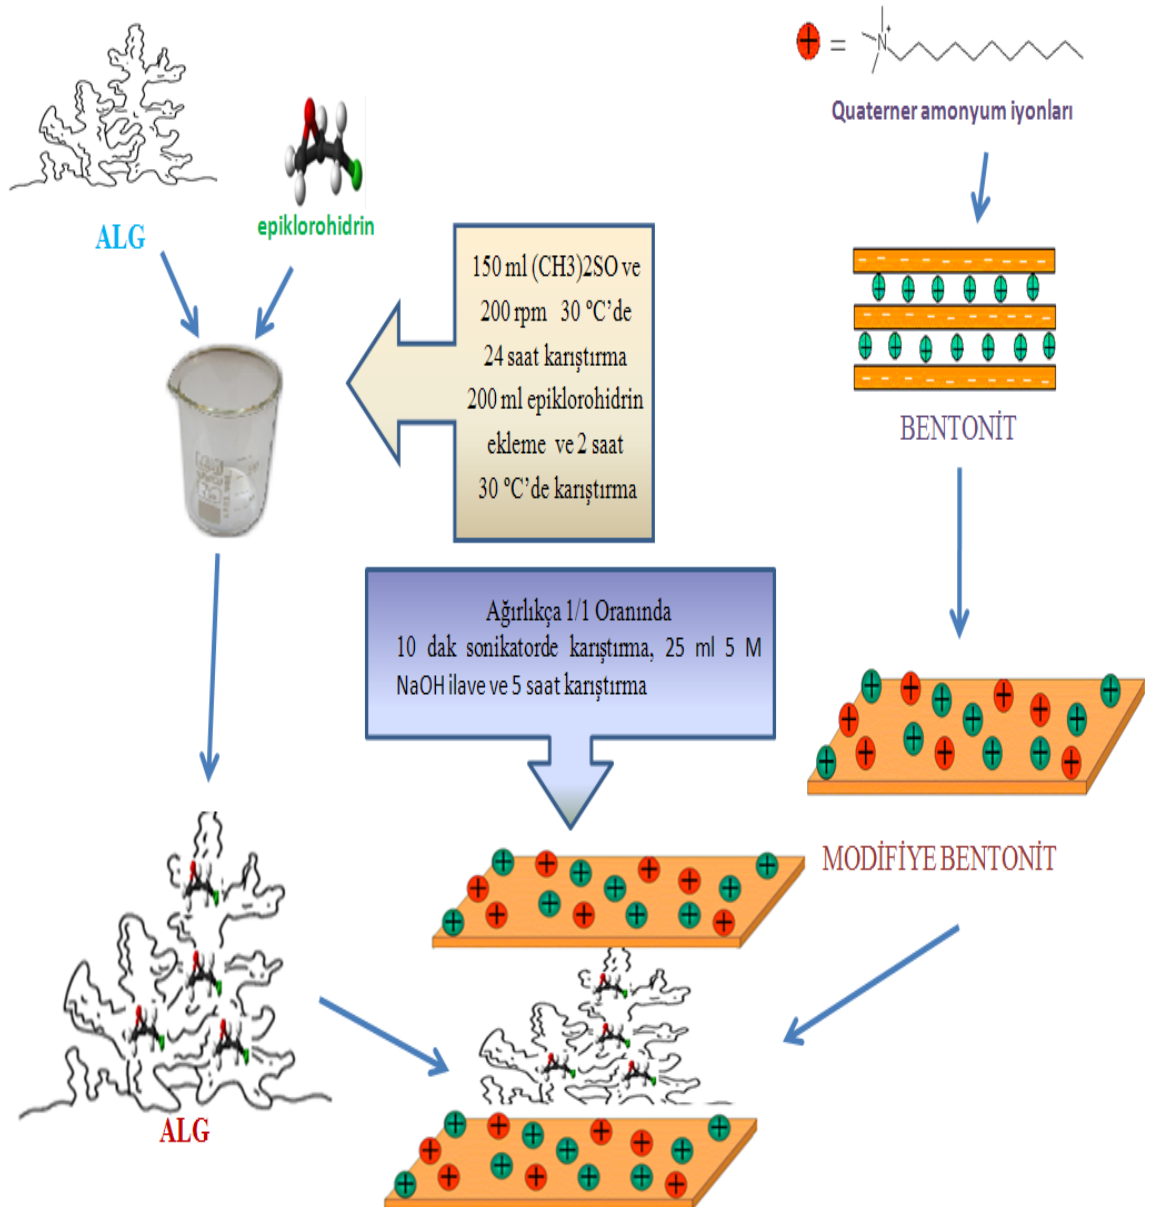 N+
=
Quaterner amonyum iyonları
epiklorohidrin
ALG
150 ml (CH3)2SO ve
200 rpm 30 °C’de
24 saat karıştırma
200 ml epiklorohidrin
ekleme ve 2 saat
30 °C’de karıştırma
BENTONİT
Ağırlıkça 1/1 Oranında
10 dak sonikatorde karıştırma, 25 ml 5 M
NaOH ilave ve 5 saat karıştırma
MODİFİYE BENTONİT
ALG